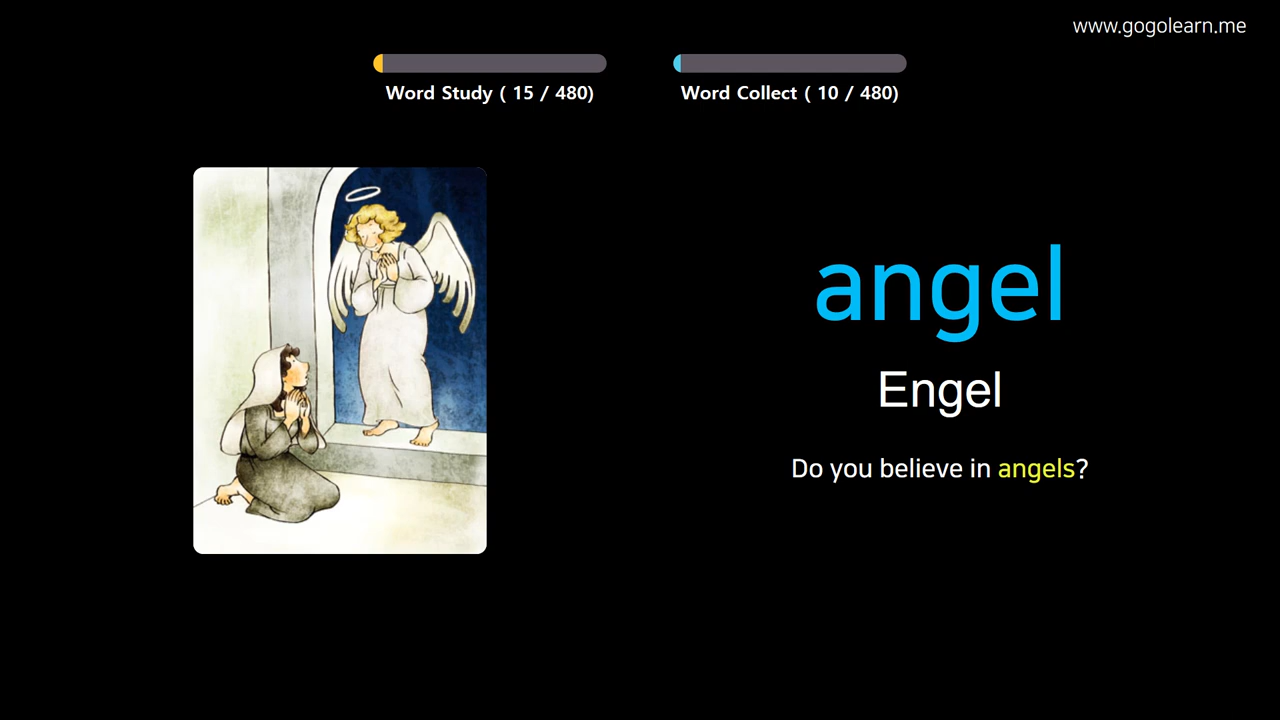 www.gogolearn.me
Word Study ( 15 / 480)
Word Collect ( 10 / 480)
angel
Engel
Do you believe in angels?